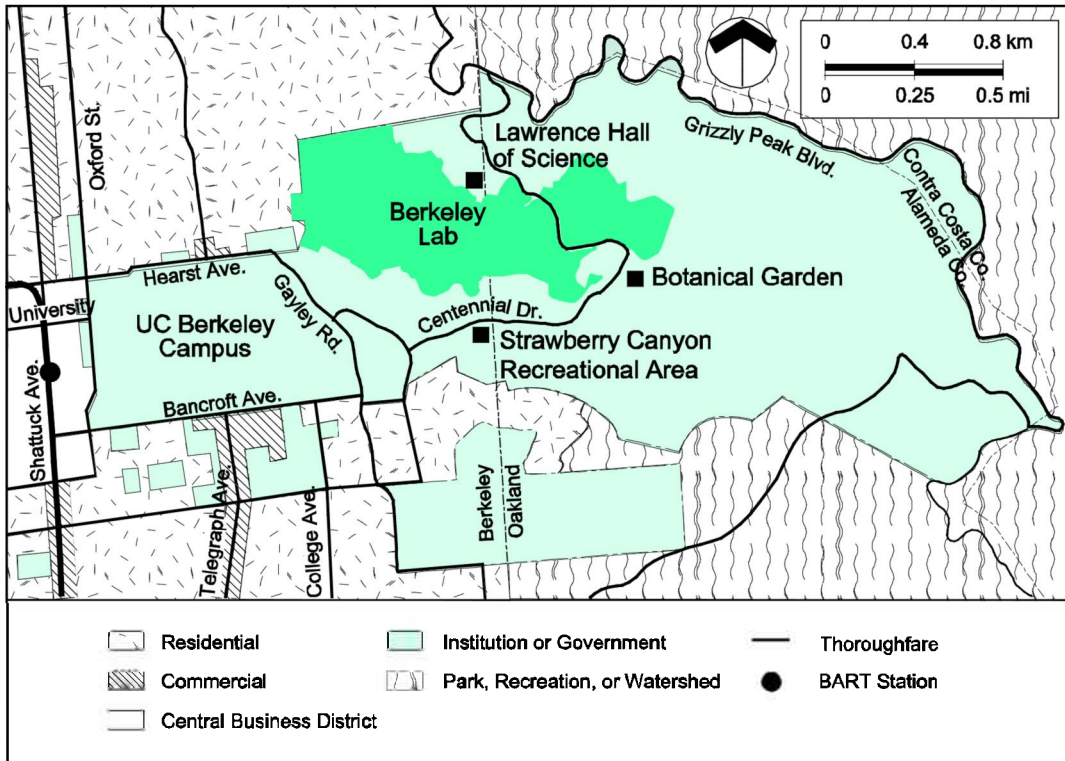 0 0.4 0.8 km
0 0.25 0.5 mi
Oxford St.
Lawrence Hall
of Science
Grizzly Peak Blvd.
Contra Costa Co.
Alameda Co.
Berkeley
Lab
Hearst Ave.
Botanical Garden
University
Gayley Rd.
Centennial Dr.
UC Berkeley
Campus
Strawberry Canyon
Recreational Area
Shattuck Ave.
Bancroft Ave.
Telegraph Ave.
College Ave.
Berkeley
Oakland
Residential
Institution or Government
Thoroughfare
Commercial
Park, Recreation, or Watershed
BART Station
Central Business District